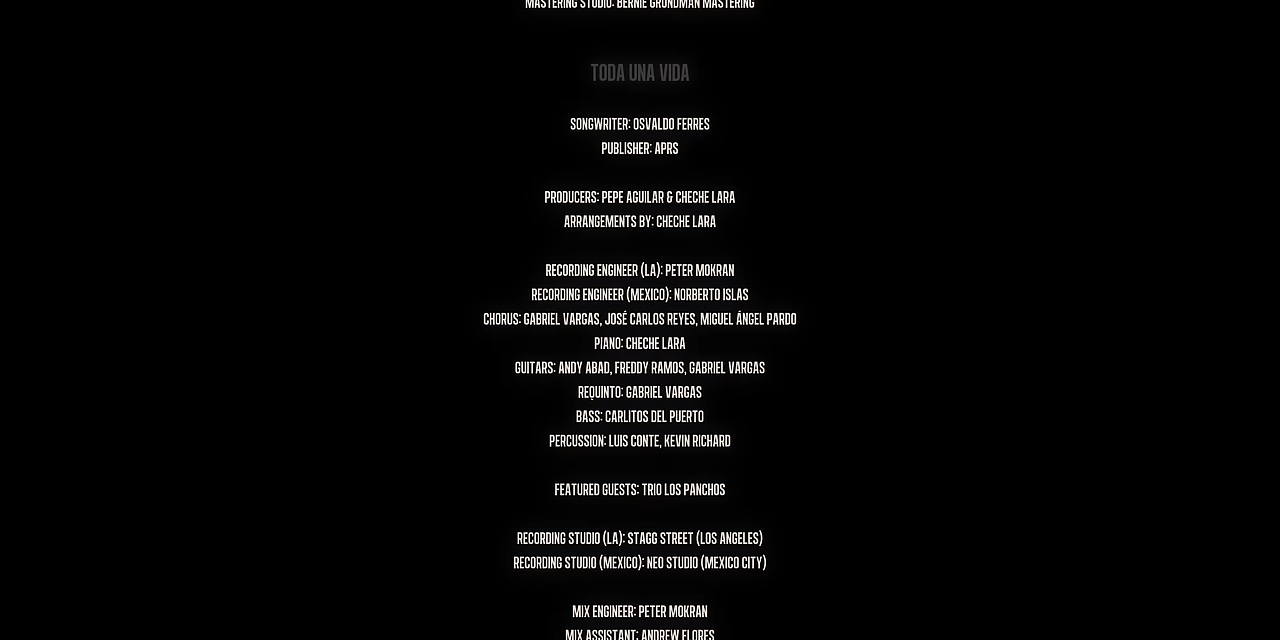 MASTERING STUDIO: BERNIE GRUNDMAN MASTERING
TODA UNA VIDA
SONGWRITER: OSVALDO FERRES
PUBLISHER: APRS
PRODUCERS: PEPE AGUILAR & CHECHE LARA
ARRANGEMENTS BY: CHECHE LARA
RECORDING ENGINEER (LA): PETER MOKRAN
RECORDING ENGINEER (MEXICO): NORBERTO ISLAS
CHORUS: GABRIEL VARGAS, JOSÉ CARLOS REYES, MIGUEL ÁNGEL PARDO
PIANO: CHECHE LARA
GUITARS: ANDY ABAD, FREDDY RAMOS, GABRIEL VARGAS
REQUINTO: GABRIEL VARGAS
BASS: CARLITOS DEL PUERTO
PERCUSSION: LUIS CONTE, KEVIN RICHARD
FEATURED GUESTS: TRIO LOS PANCHOS
RECORDING STUDIO (LA): STAGG STREET (LOS ANGELES)
RECORDING STUDIO (MEXICO): NEO STUDIO (MEXICO CITY)
MIX ENGINEER: PETER MOKRAN
MIX ASSISTANT: ANDREW FLORES